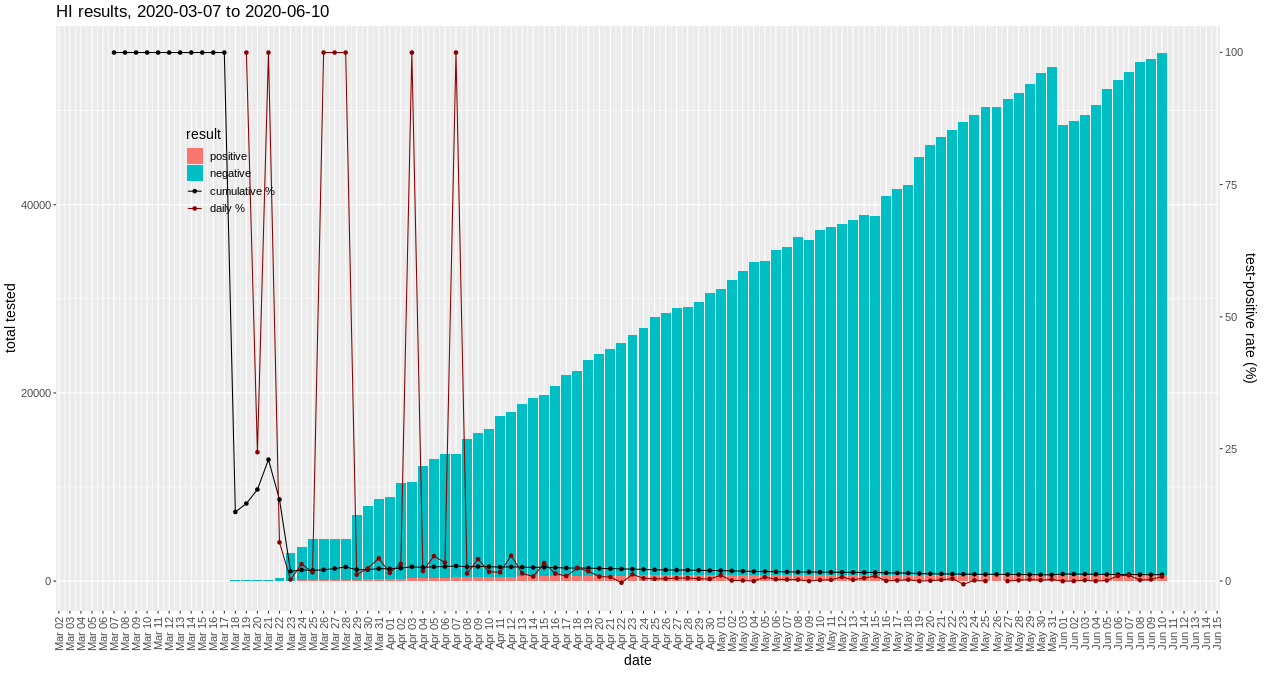 HI results, 2020-03-07 to 2020-06-10
result
positive
negative
cumulative %
daily %
total tested
40000
20000
0
100
75
50
25
0
test-positive rate (%)
Mar 02
Mar 03
Mar 04
Mar 05
Mar 06
Mar 07
Mar 08
Mar 09
Mar 10
Mar 11
Mar 12
Mar 13
Mar 14
Mar 15
Mar 16
Mar 17
Mar 18
Mar 19
Mar 20
Mar 21
Mar 22
Mar 23
Mar 24
Mar 25
Mar 26
Mar 27
Mar 28
Mar 29
Mar 30
Mar 31
Apr 01
Apr 02
Apr 03
Apr 04
Apr 05
Apr 06
Apr 07
Apr 08
Apr 09
Apr 10
Apr 11
Apr 12
Apr 13
Apr 14
Apr 15
Apr 16
Apr 17
Apr 18
Apr 19
Apr 20
Apr 21
Apr 22
Apr 23
Apr 24
Apr 25
Apr 26
Apr 27
Apr 28
Apr 29
Apr 30
May 01
May 02
May 03
May 04
May 05
May 06
May 07
May 08
May 09
May 10
May 11
May 12
May 13
May 14
May 15
May 16
May 17
May 18
May 19
May 20
May 21
May 22
May 23
May 24
May 25
May 26
May 27
May 28
May 29
May 30
May 31
Jun 01
Jun 02
Jun 03
Jun 04
Jun 05
Jun 06
Jun 07
Jun 08
Jun 09
Jun 10
Jun 11
Jun 12
Jun 13
Jun 14
Jun 15
date